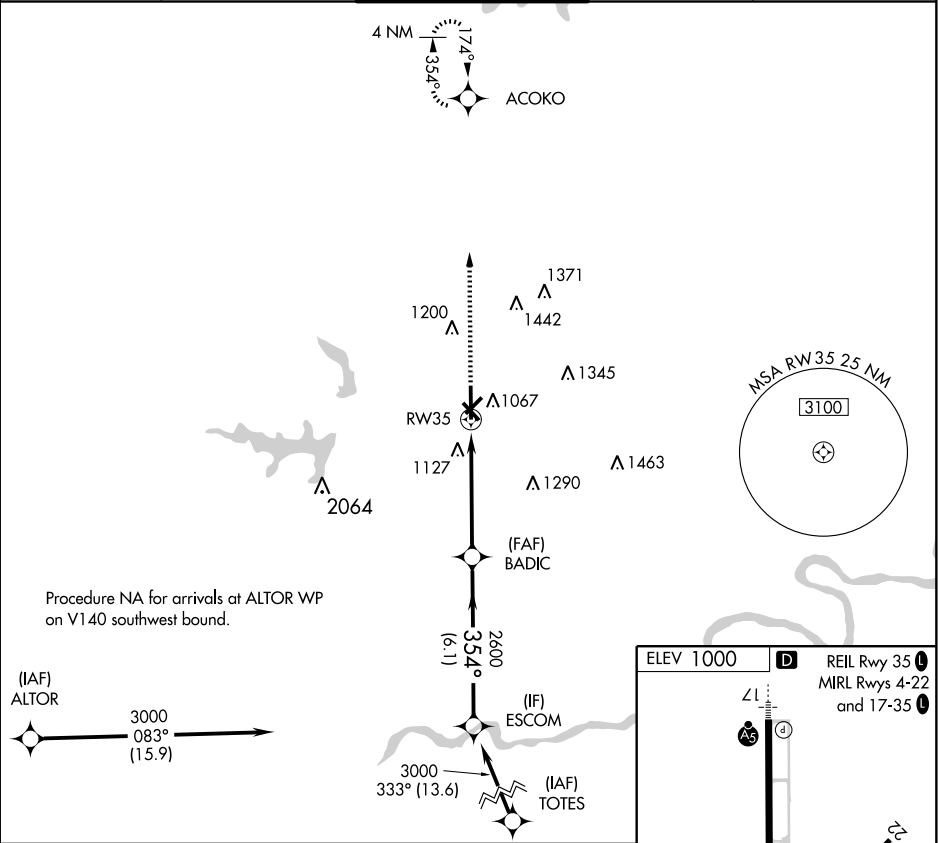 4 NM
174°
354°
ACOKO
1371
1442
1200
1345
1067
RW35
MSA RW35 25 NM
3100
1127
1463
1290
2064
(FAF)
BADIC
Procedure NA for arrivals at ALTOR WP
on V140 southwest bound.
2600
354°
(6.1)
(IAF)
ALTOR
3000
083°
(15.9)
(IF)
ESCOM
3000
333° (13.6)
(IAF)
TOTES
ELEV 1000
D
REIL Rwy 35 L
MIRL Rwys 4-22
and 17-35 L
17
A5
P
22